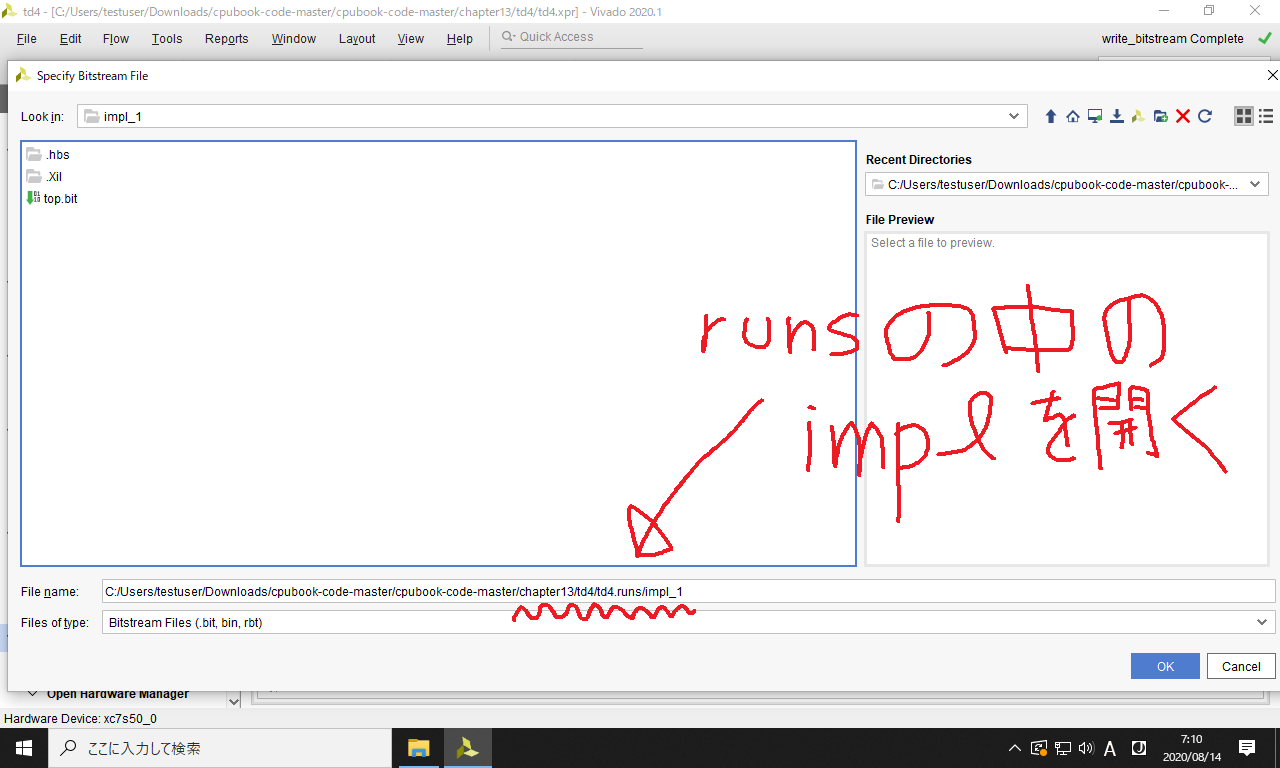 td4 - [C:/Users/testuser/Downloads/cpubook-code-master/cpubook-code-master/chapter13/td4/td4.xpr] - Vivado 2020.1
File Edit Flow Tools Reports Window Layout View Help Quick Access write_bitstream Complete
Specify Bitstream File
Look in: impl_1
.hbs
.Xil
top.bit
Recent Directories
C:/Users/testuser/Downloads/cpubook-code-master/cpubook-...
File Preview
Select a file to preview.
runsの中の
implを開く
File name: C:/Users/testuser/Downloads/cpubook-code-master/cpubook-code-master/chapter13/td4/td4.runs/impl_1
Files of type: Bitstream Files (.bit, bin, rbt)
OK Cancel
Open Hardware Manager
Hardware Device: xc7s50_0
ここに入力して検索
A J 7:10
2020/08/14